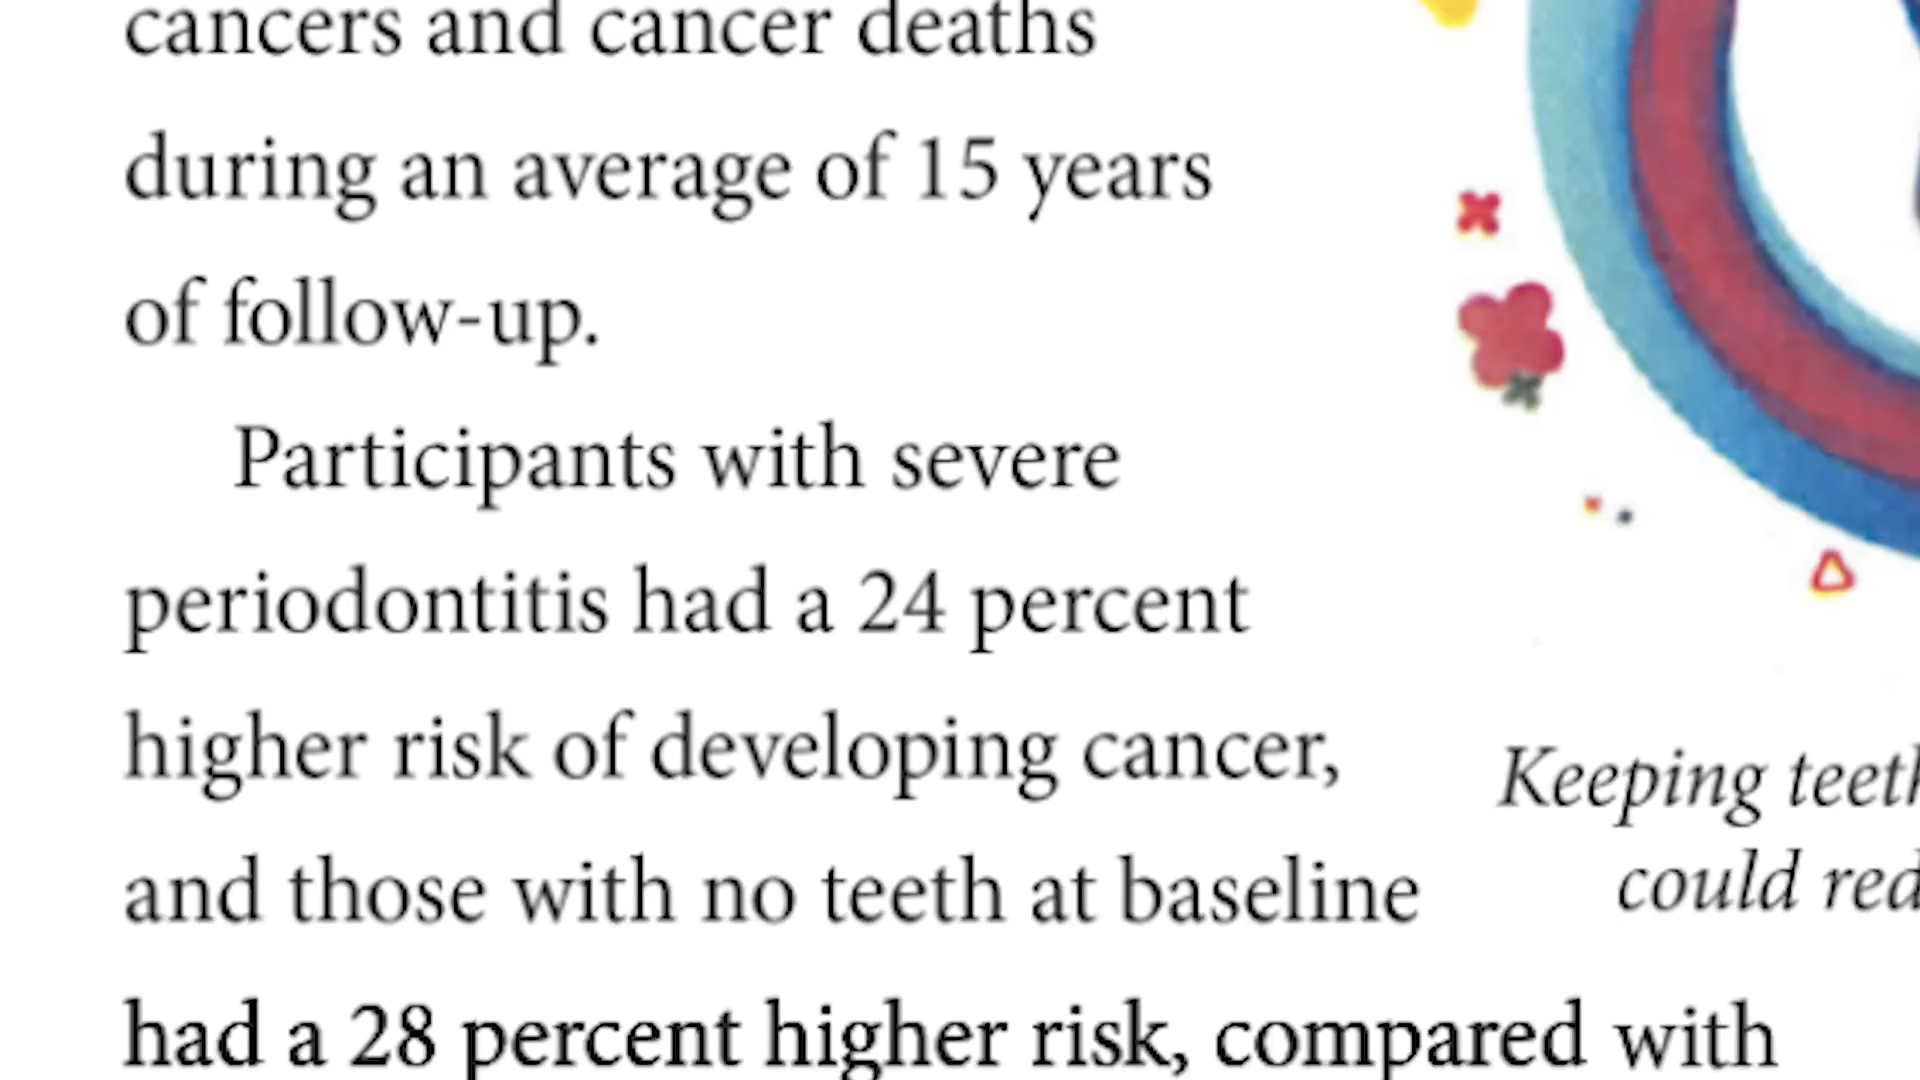 cancers and cancer deaths
during an average of 15 years
of follow-up.
Participants with severe
periodontitis had a 24 percent
higher risk of developing cancer,
and those with no teeth at baseline
had a 28 percent higher risk, compared with
Keeping teeth
could red